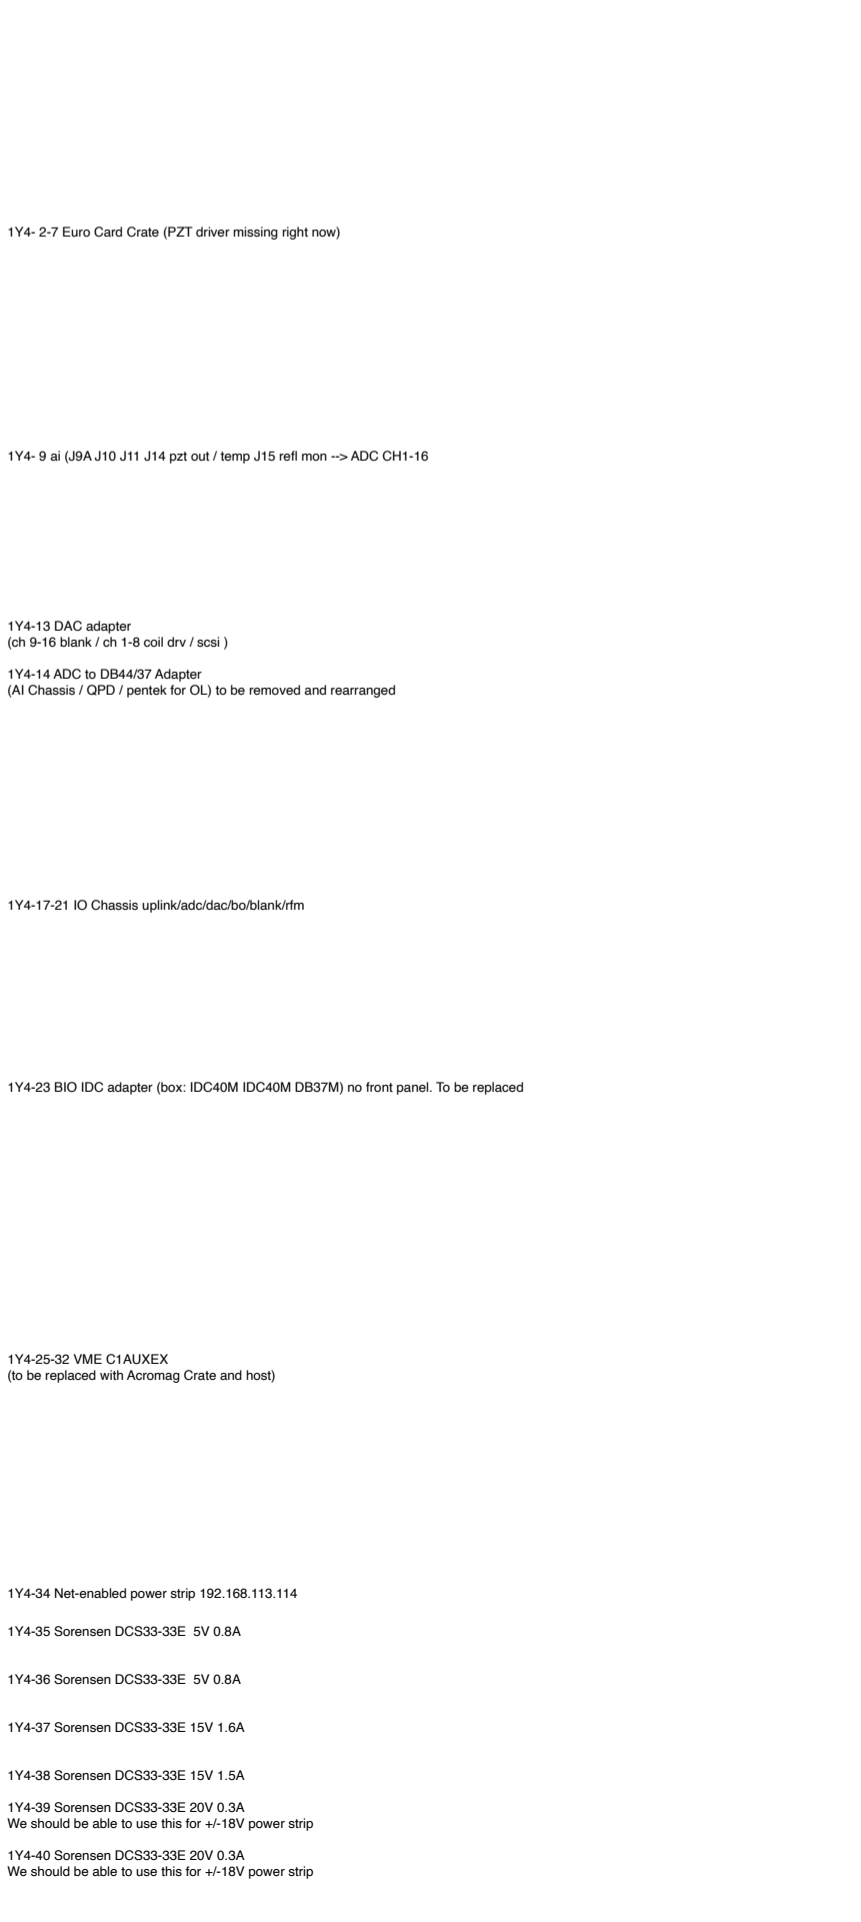 1Y4- 2-7 Euro Card Crate (PZT driver missing right now)
1Y4- 9 ai (J9A J10 J11 J14 pzt out / temp J15 refl mon --> ADC CH1-16
1Y4-13 DAC adapter
(ch 9-16 blank / ch 1-8 coil drv / scsi )
1Y4-14 ADC to DB44/37 Adapter
(AI Chassis / QPD / pentek for OL) to be removed and rearranged
1Y4-17-21 IO Chassis uplink/adc/dac/bo/blank/rfm
1Y4-23 BIO IDC adapter (box: IDC40M IDC40M DB37M) no front panel. To be replaced
1Y4-25-32 VME C1AUXEX
(to be replaced with Acromag Crate and host)
1Y4-34 Net-enabled power strip 192.168.113.114
1Y4-35 Sorensen DCS33-33E  5V 0.8A
1Y4-36 Sorensen DCS33-33E  5V 0.8A
1Y4-37 Sorensen DCS33-33E 15V 1.6A
1Y4-38 Sorensen DCS33-33E 15V 1.5A
1Y4-39 Sorensen DCS33-33E 20V 0.3A
We should be able to use this for +/-18V power strip
1Y4-40 Sorensen DCS33-33E 20V 0.3A
We should be able to use this for +/-18V power strip